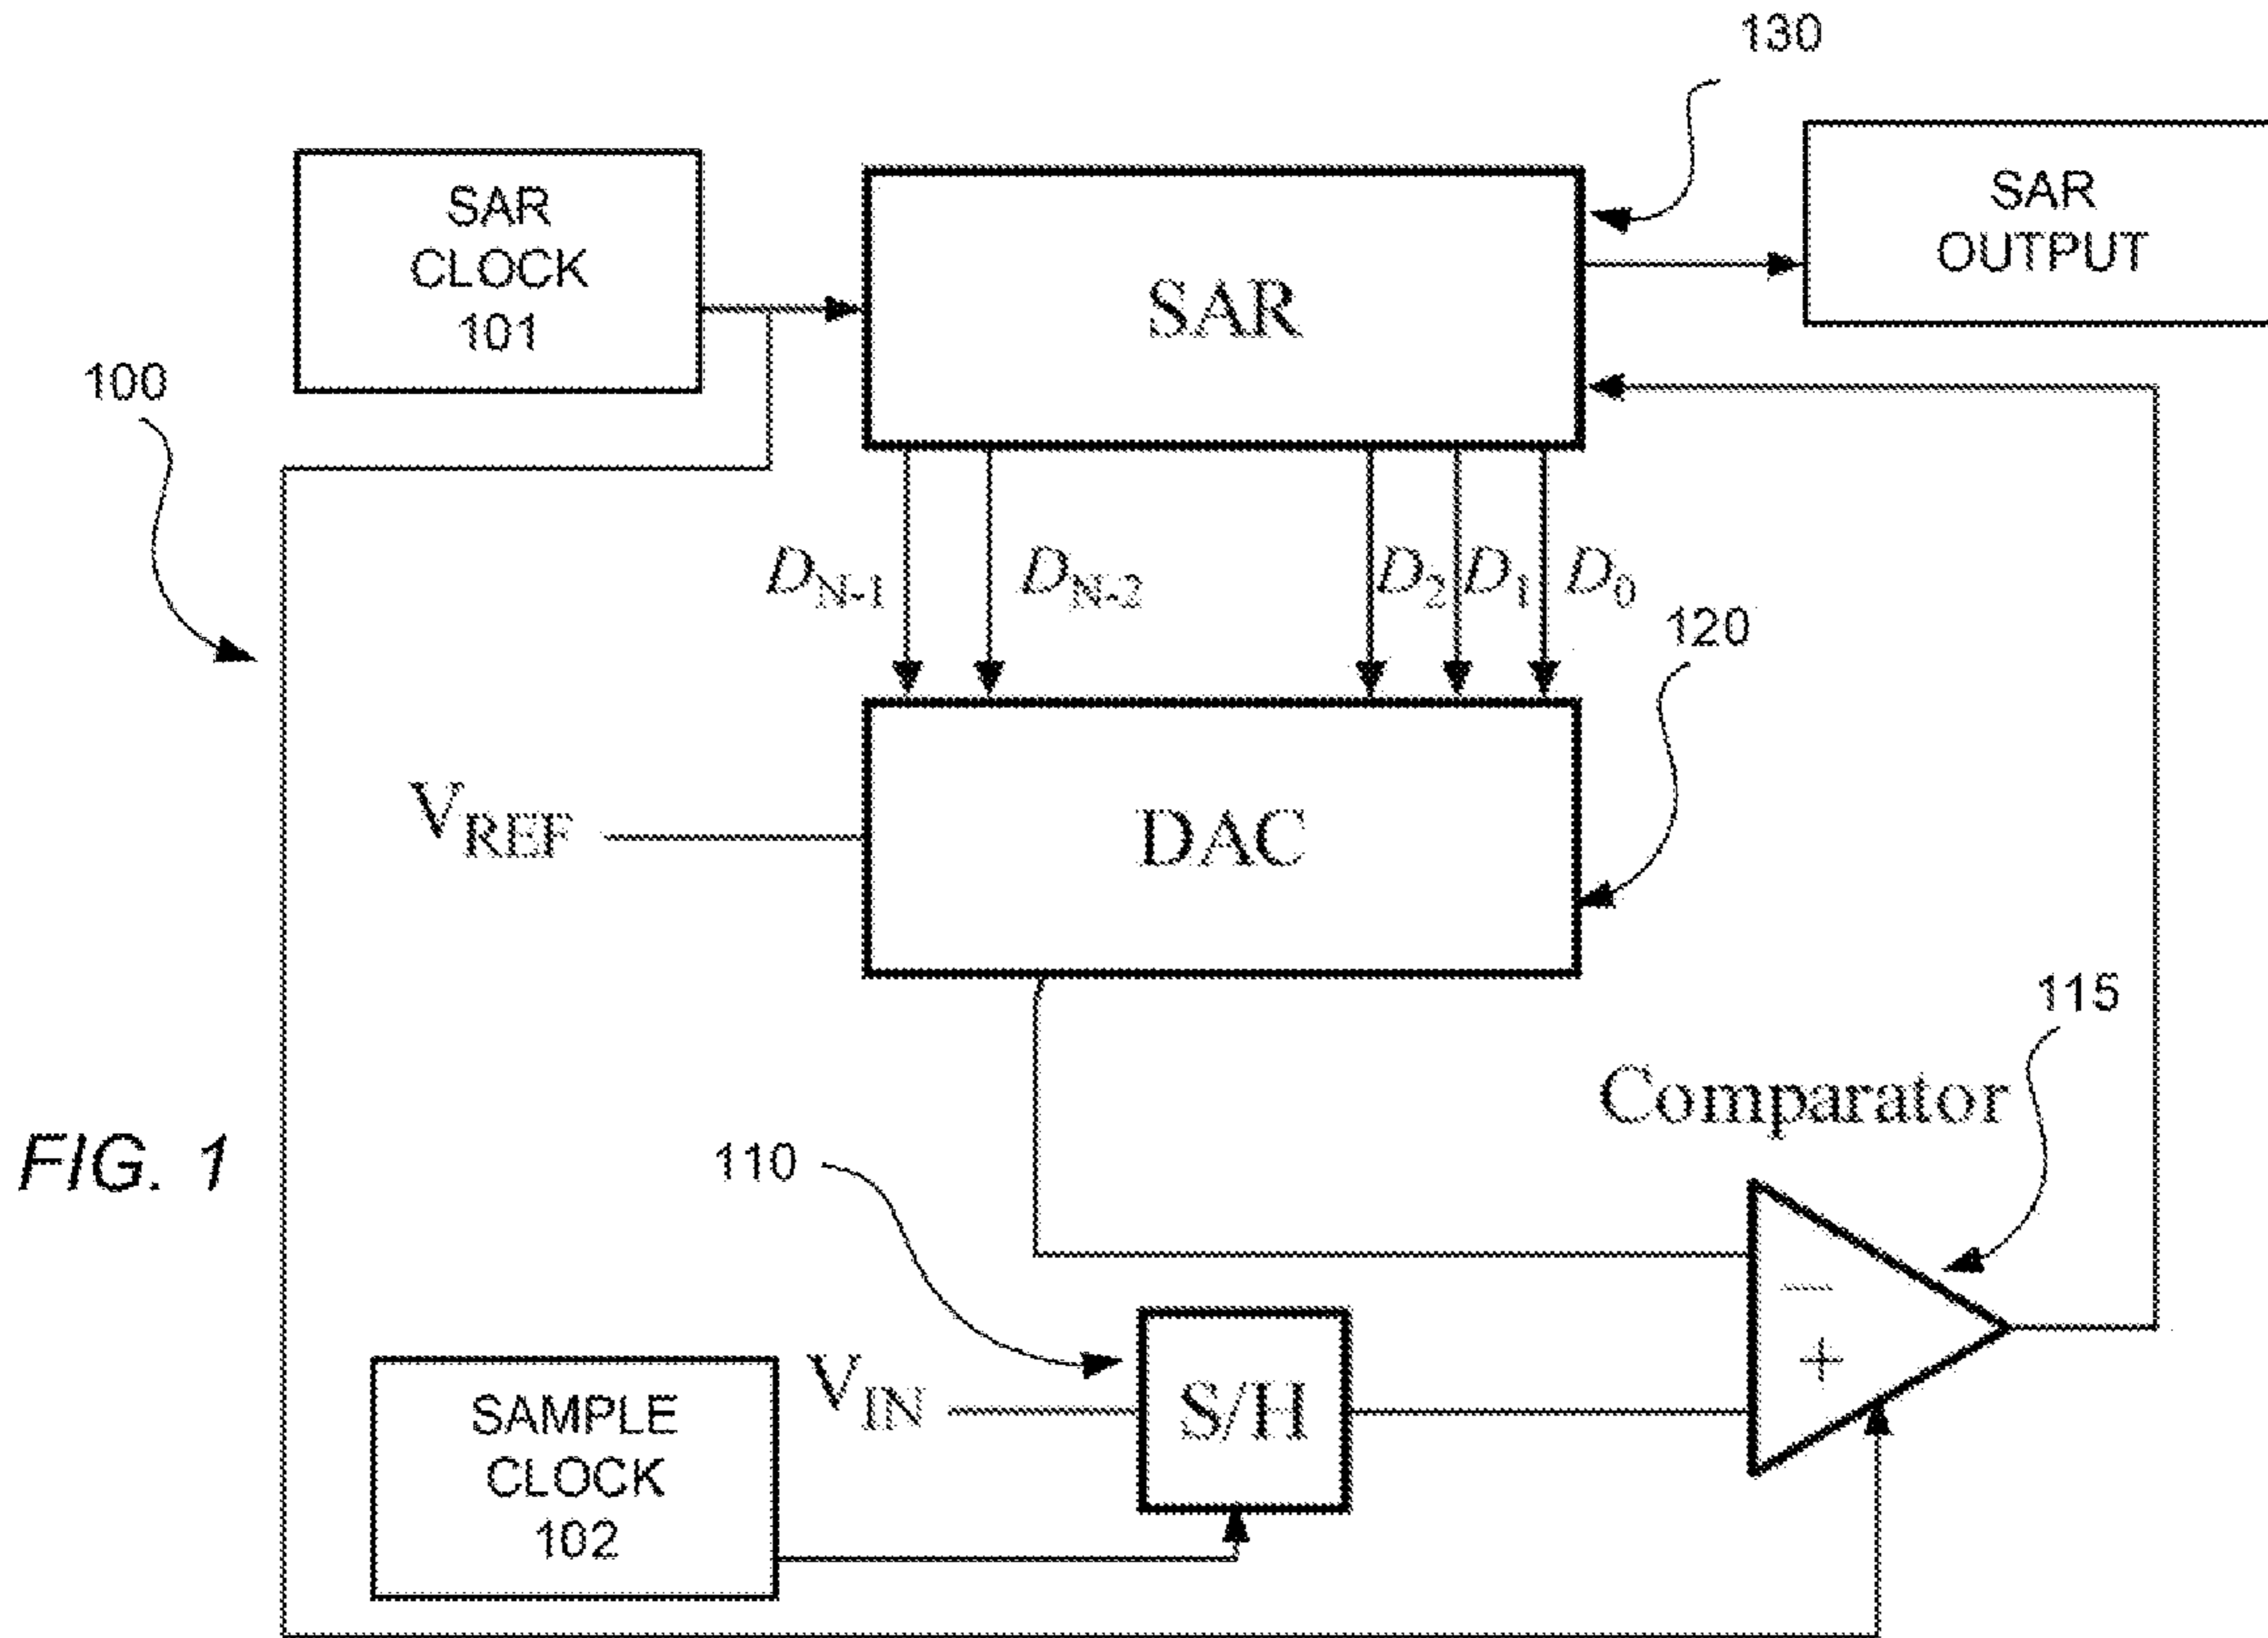 130
SAR
CLOCK
101
SAR
SAR
OUTPUT
100
D_{N-1} D_{N-2} D_2 D_1 D_0
120
V_{REF}
DAC
115
Comparator
FIG. 1
110
−
+
V_{IN}
S/H
SAMPLE
CLOCK
102